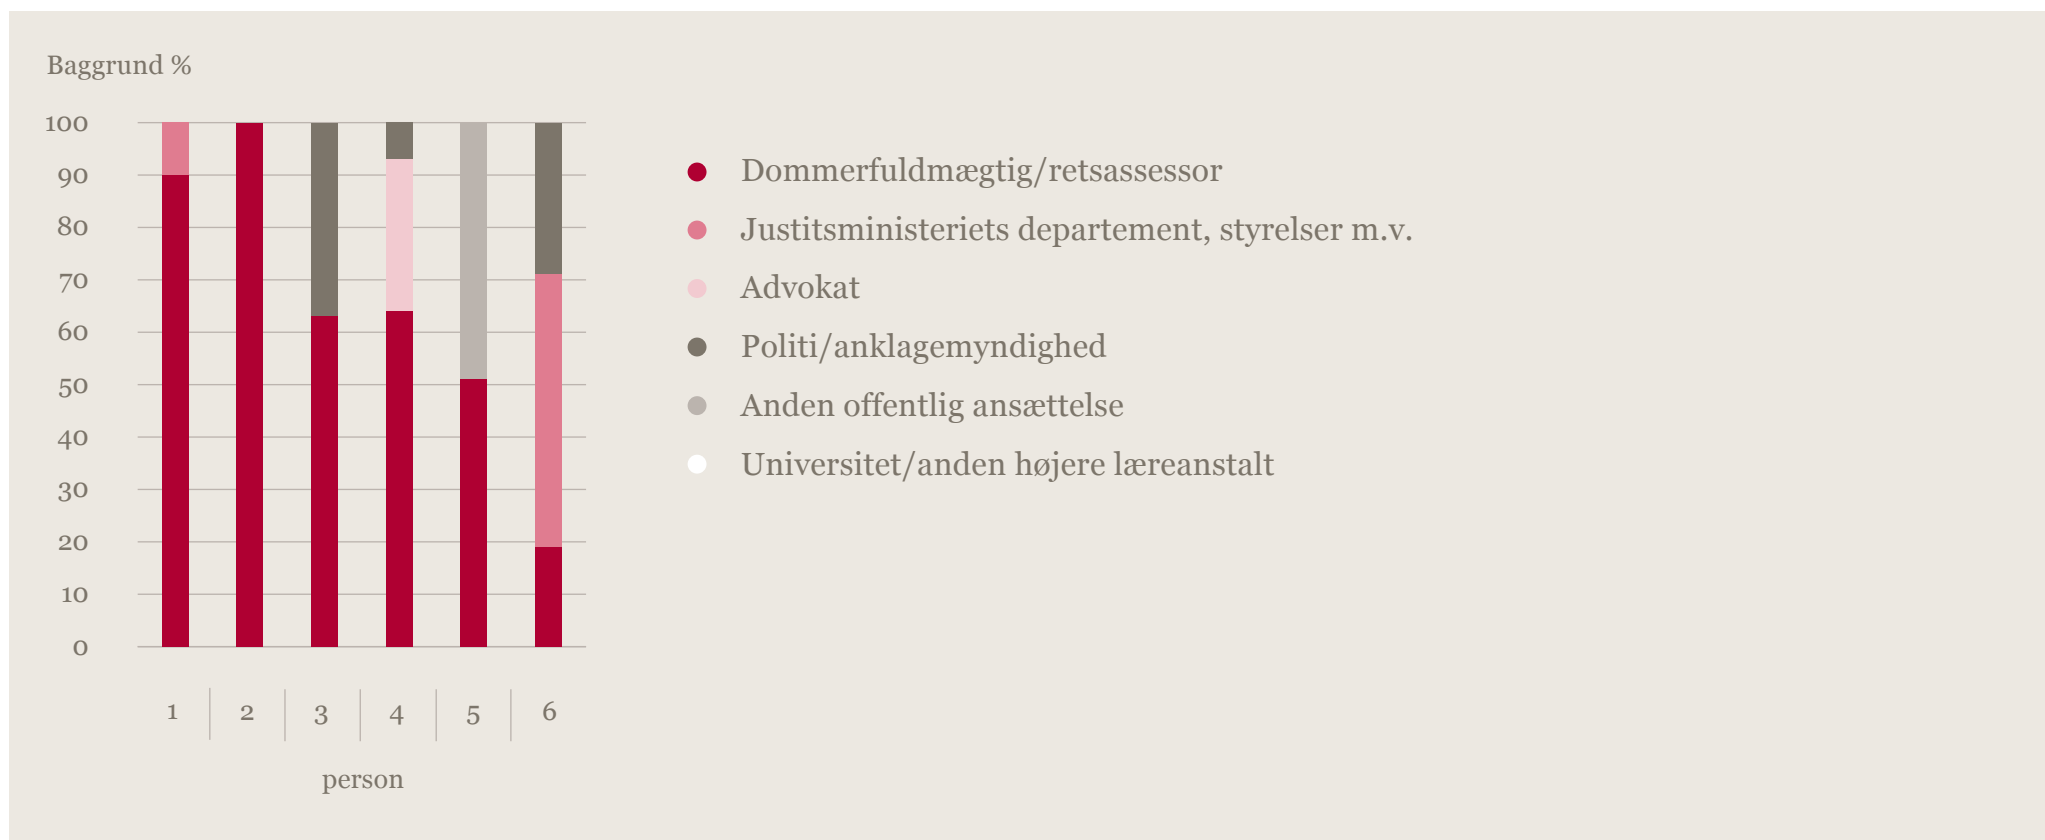 Baggrund %
100
90
80
70
60
50
40
30
20
10
0
1 2 3 4 5 6
person
Dommerfuldmægtig/retsassessor
Justitsministeriets departement, styrelser m.v.
Advokat
Politi/anklagemyndighed
Anden offentlig ansættelse
Universitet/anden højere læreanstalt